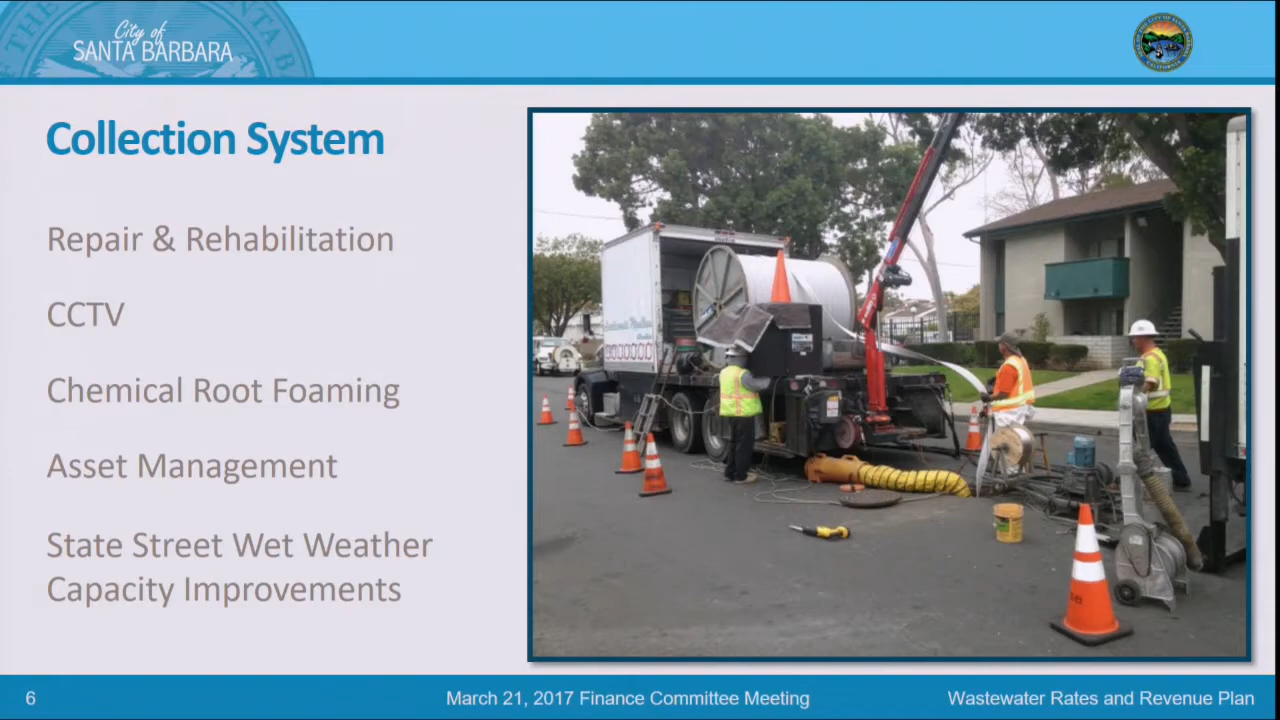 City of
SANTA BARBARA
Collection System
Repair & Rehabilitation
CCTV
Chemical Root Foaming
Asset Management
State Street Wet Weather
Capacity Improvements
6
March 21, 2017 Finance Committee Meeting
Wastewater Rates and Revenue Plan